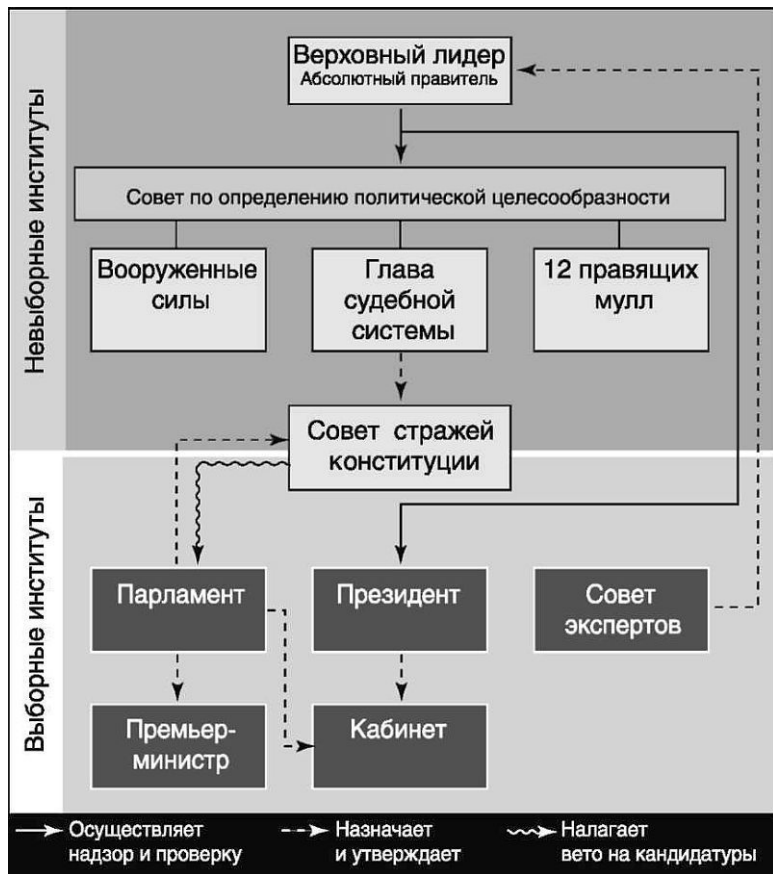 Невыборные институты
Верховный лидер
Абсолютный правитель
Совет по определению политической целесообразности
Вооруженные
силы
Глава
судебной
системы
12 правящих
мулл
Совет стражей
конституции
Выборные институты
Парламент
Президент
Совет
экспертов
Премьер-
министр
Кабинет
Осуществляет
надзор и проверку
Назначает
и утверждает
Налагает
вето на кандидатуры